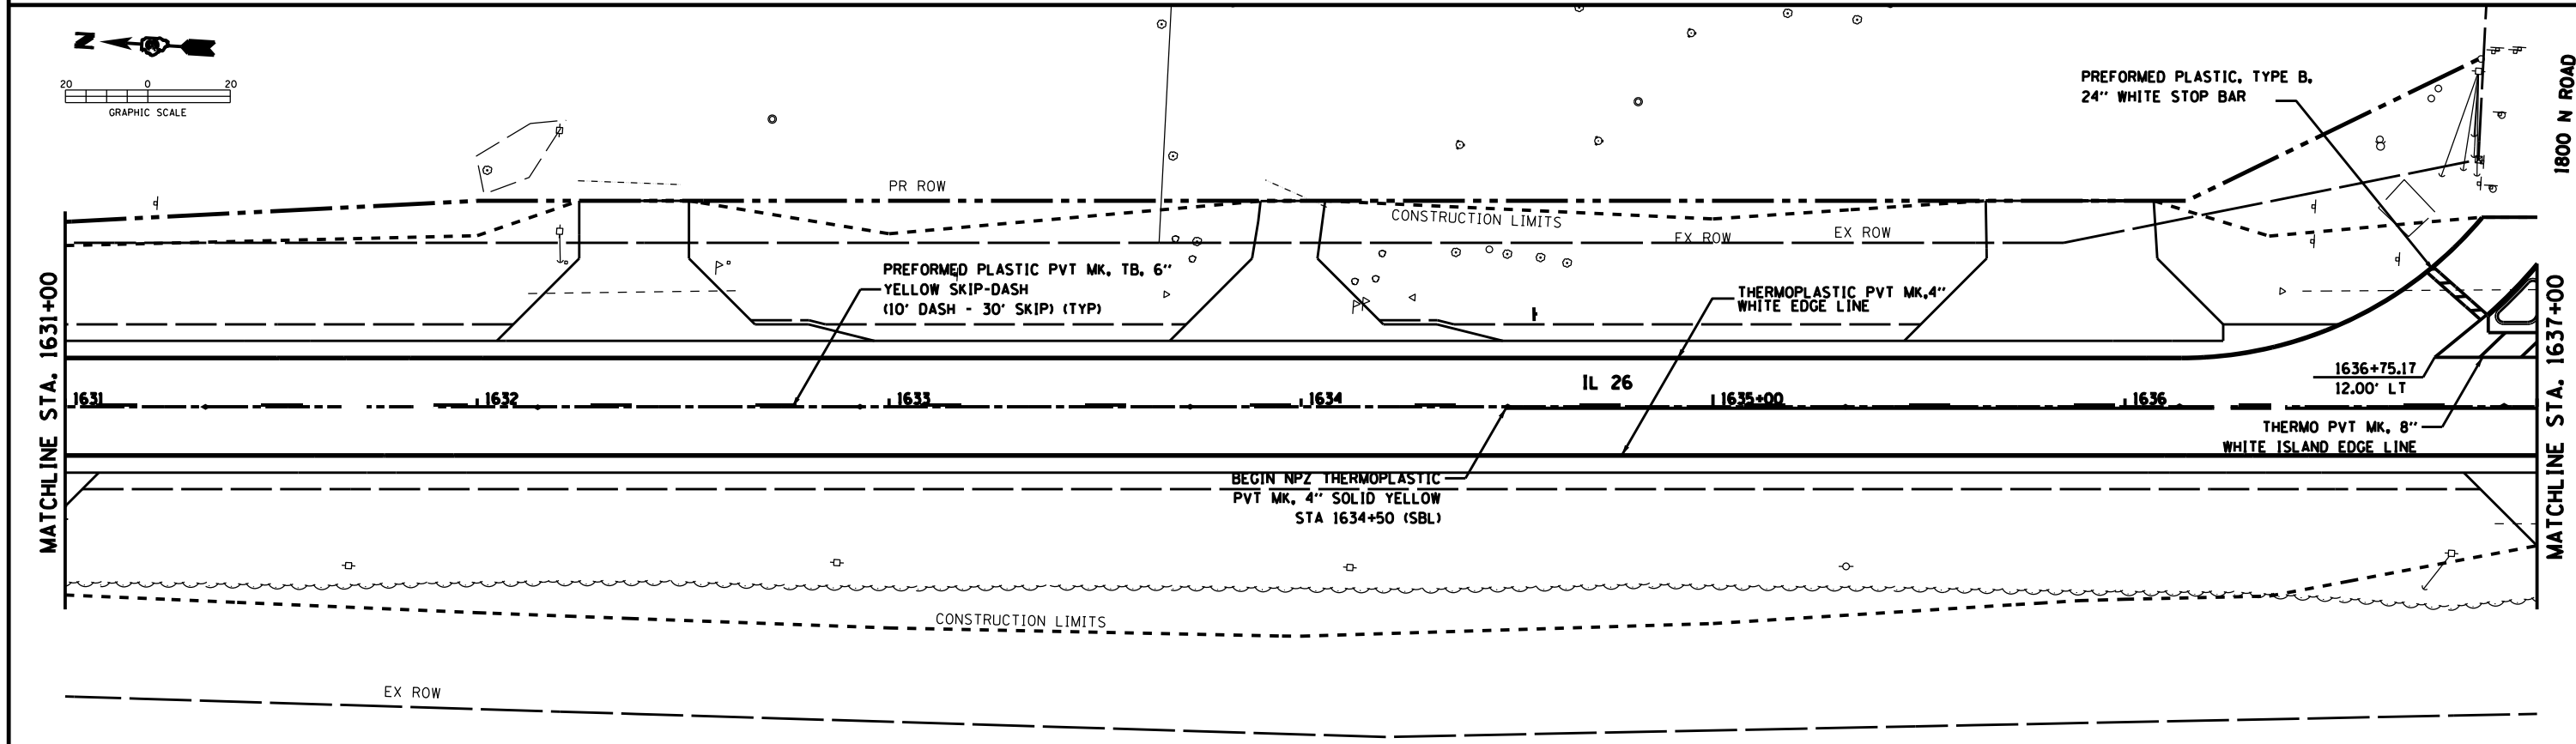 N
20 0 20
GRAPHIC SCALE
PREFORMED PLASTIC, TYPE B,
24" WHITE STOP BAR
1800 N ROAD
PR ROW
CONSTRUCTION LIMITS
EX ROW
EX ROW
PREFORMED PLASTIC PVT MK, TB, 6"
YELLOW SKIP-DASH
(10' DASH - 30' SKIP) (TYP)
THERMOPLASTIC PVT MK,4"
WHITE EDGE LINE
MATCHLINE STA. 1631+00
MATCHLINE STA. 1637+00
1636+75.17
12.00' LT
IL 26
1631
1632
1633
1634
1635+00
1636
THERMO PVT MK, 8"
WHITE ISLAND EDGE LINE
BEGIN NPZ THERMOPLASTIC
PVT MK, 4" SOLID YELLOW
STA 1634+50 (SBL)
CONSTRUCTION LIMITS
EX ROW